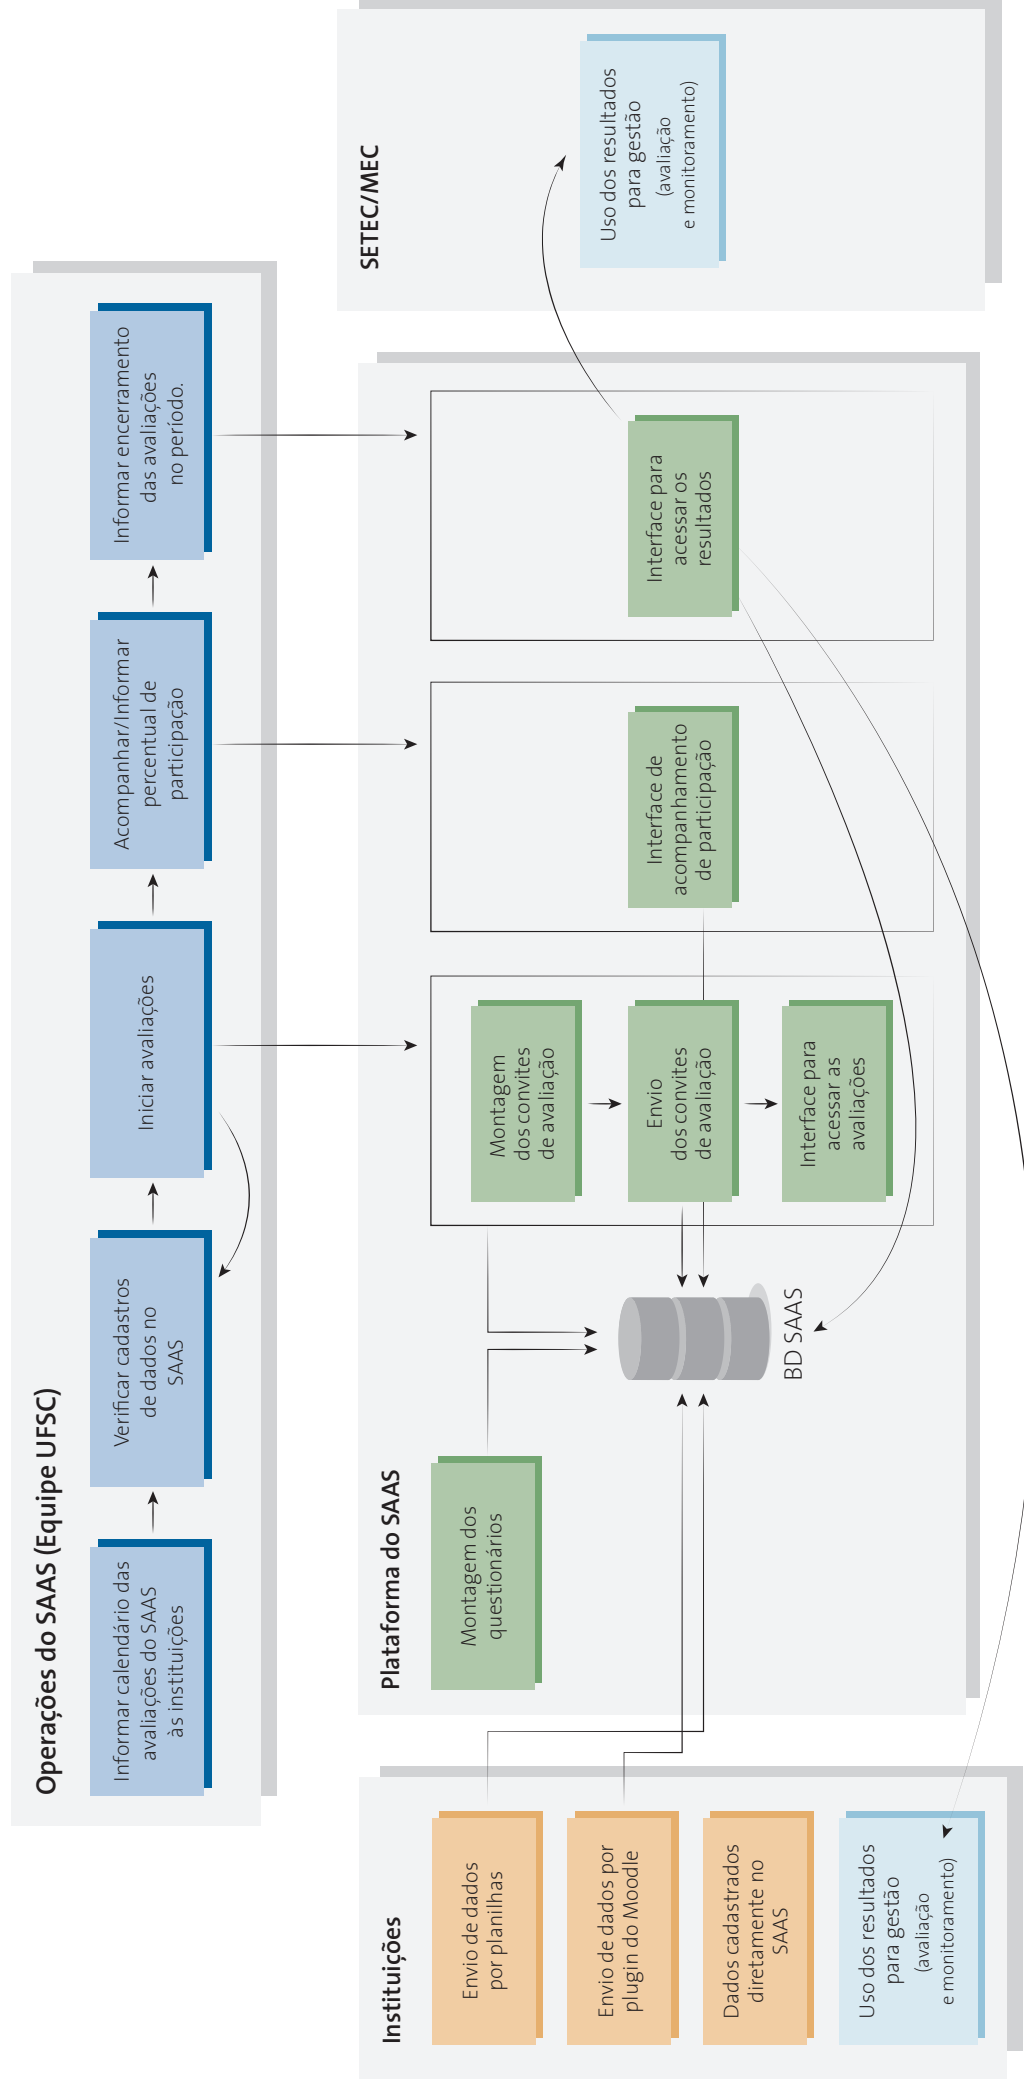 Operações do SAAS (Equipe UFSC)
Informar calendário das
avaliações do SAAS
às instituições
Verificar cadastros
de dados no
SAAS
Iniciar avaliações
Acompanhar/Informar
percentual de
participação
Informar encerramento
das avaliações
no período.
Instituições
Envio de dados
por planilhas
Envio de dados por
plugin do Moodle
Dados cadastrados
diretamente no
SAAS
Uso dos resultados
para gestão
(avaliação
e monitoramento)
Plataforma do SAAS
Montagem dos
questionários
BD SAAS
Montagem
dos convites
de avaliação
Envio
dos convites
de avaliação
Interface para
acessar as
avaliações
Interface de
acompanhamento
de participação
Interface para
acessar os
resultados
SETEC/MEC
Uso dos resultados
para gestão
(avaliação
e monitoramento)